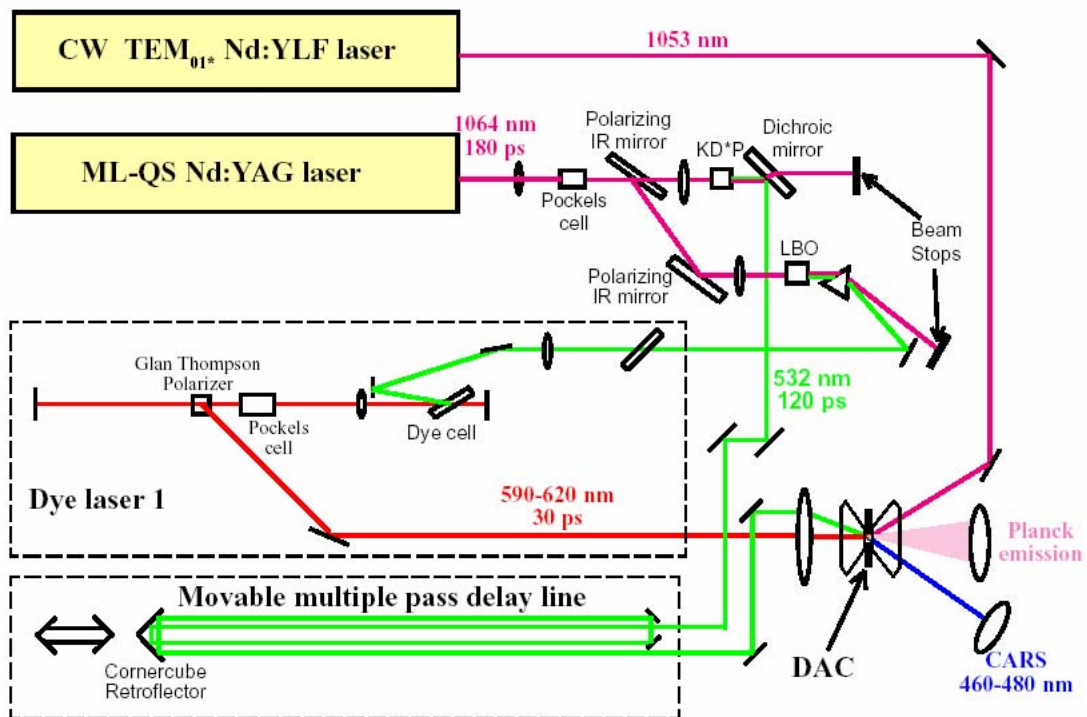 CW TEM01* Nd:YLF laser
1053 nm
ML-QS Nd:YAG laser
1064 nm
180 ps
Pockels
cell
Polarizing
IR mirror
KD*P
Dichroic
mirror
Beam
Stops
Polarizing
IR mirror
LBO
Glan Thompson
Polarizer
Pockels
cell
Dye cell
532 nm
120 ps
Dye laser 1
590-620 nm
30 ps
Planck
emission
Movable multiple pass delay line
Cornercube
Retroflector
DAC
CARS
460-480 nm